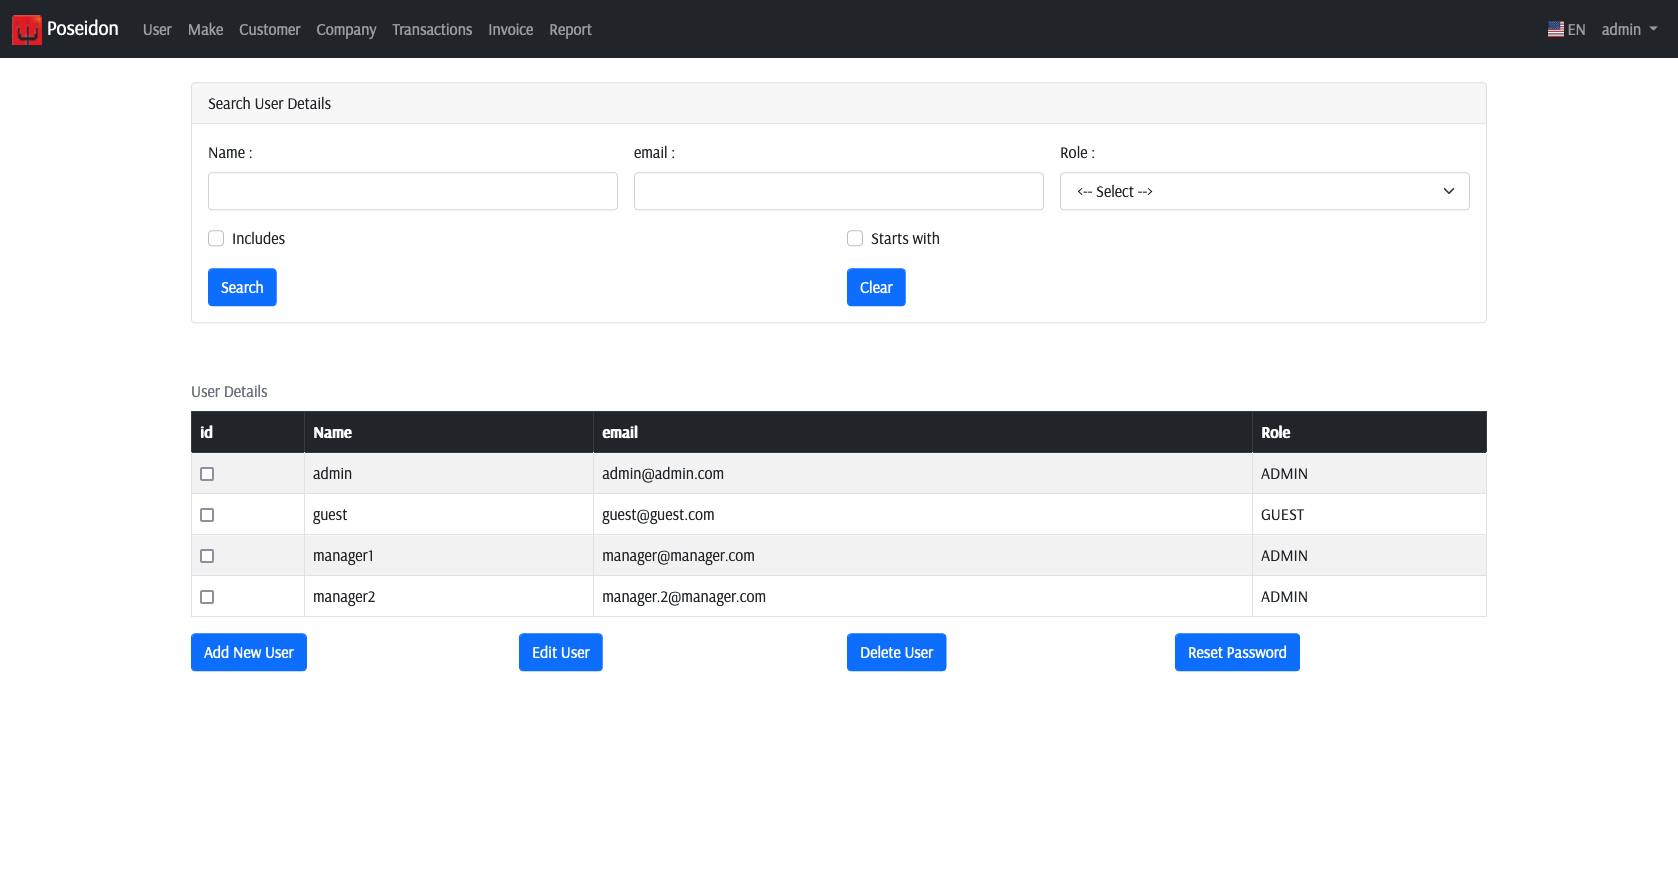 Poseidon User Make Customer Company Transactions Invoice Report EN admin
Search User Details
Name : email : Role :
<-- Select -->
Includes Starts with
Search Clear
User Details
id Name email Role
admin admin@admin.com ADMIN
guest guest@guest.com GUEST
manager1 manager@manager.com ADMIN
manager2 manager.2@manager.com ADMIN
Add New User Edit User Delete User Reset Password